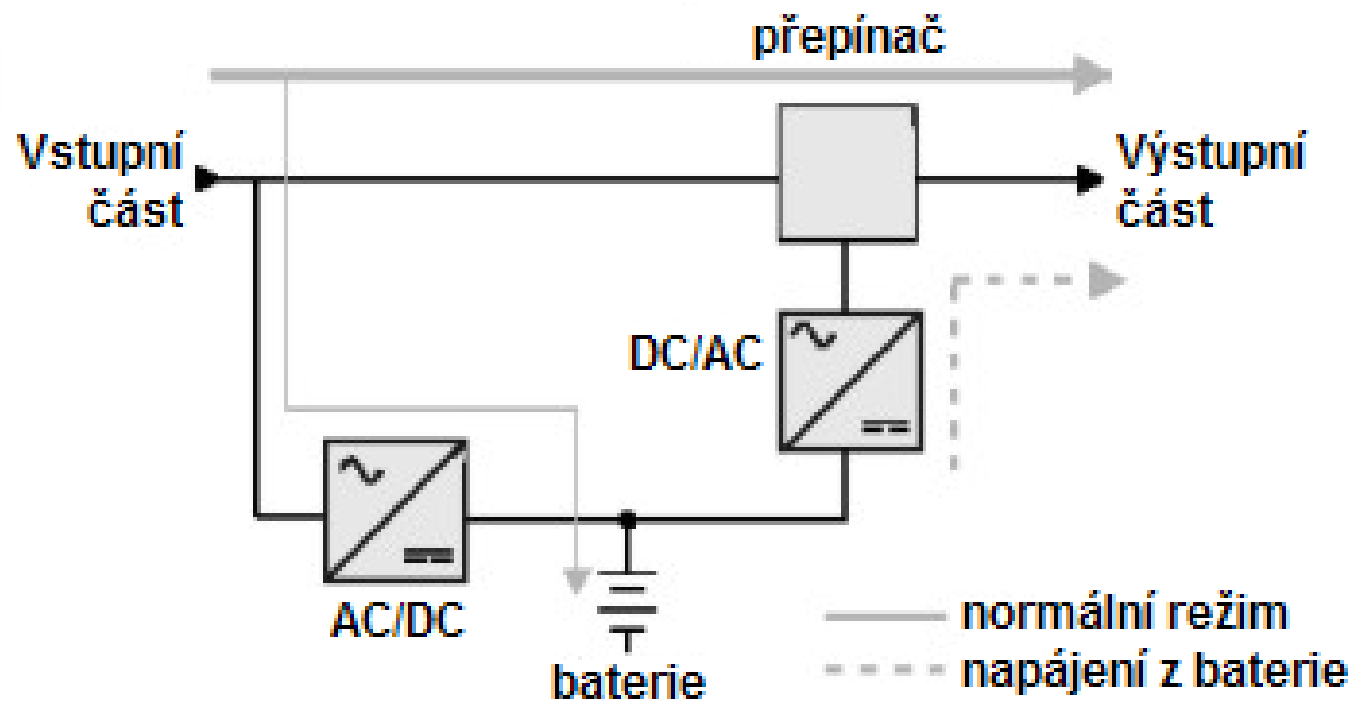 přepínač
Vstupní
část
Výstupní
část
DC/AC
AC/DC
baterie
normální režim
napájení z baterie